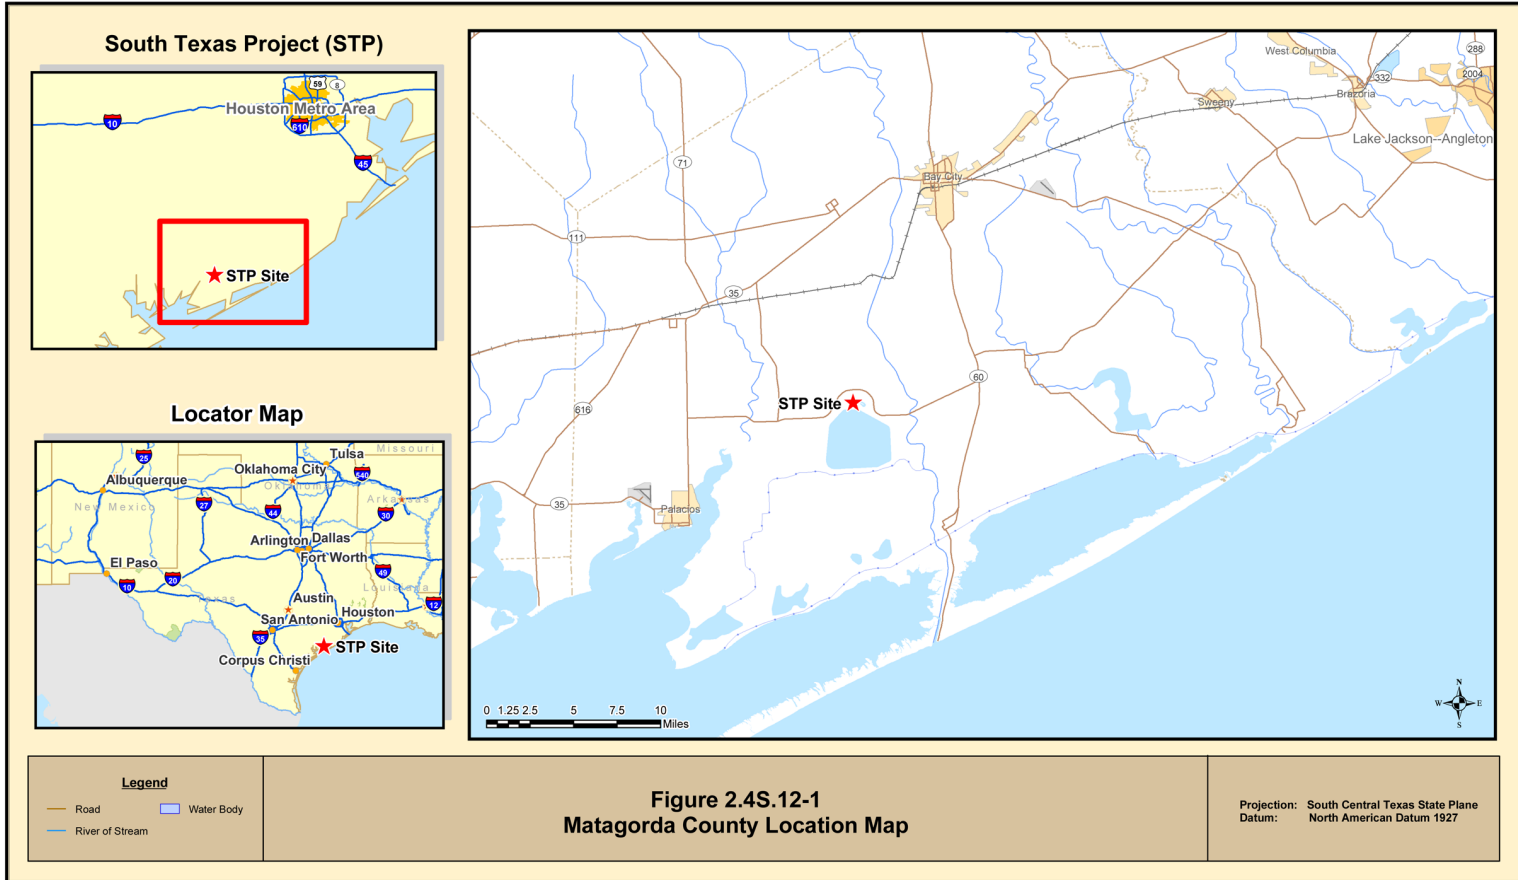 South Texas Project (STP)
59
8
Houston Metro Area
10
610
45
STP Site
Locator Map
Missouri
25
Tulsa
Oklahoma City
540
Albuquerque
Oklahoma
Arkansas
New Mexico
27
44
30
Arlington
Dallas
Fort Worth
El Paso
49
20
10
Louisiana
Texas
Austin
12
Houston
San Antonio
35
STP Site
Corpus Christi
West Columbia
288
332
2004
Brazoria
Sweeny
Lake Jackson--Angleton
71
Bay City
111
35
60
STP Site
616
35
Palacios
N
W
E
S
0 1.25 2.5 5 7.5 10
Miles
Legend
Road
Water Body
River of Stream
Figure 2.4S.12-1
Matagorda County Location Map
Projection: South Central Texas State Plane
Datum: North American Datum 1927